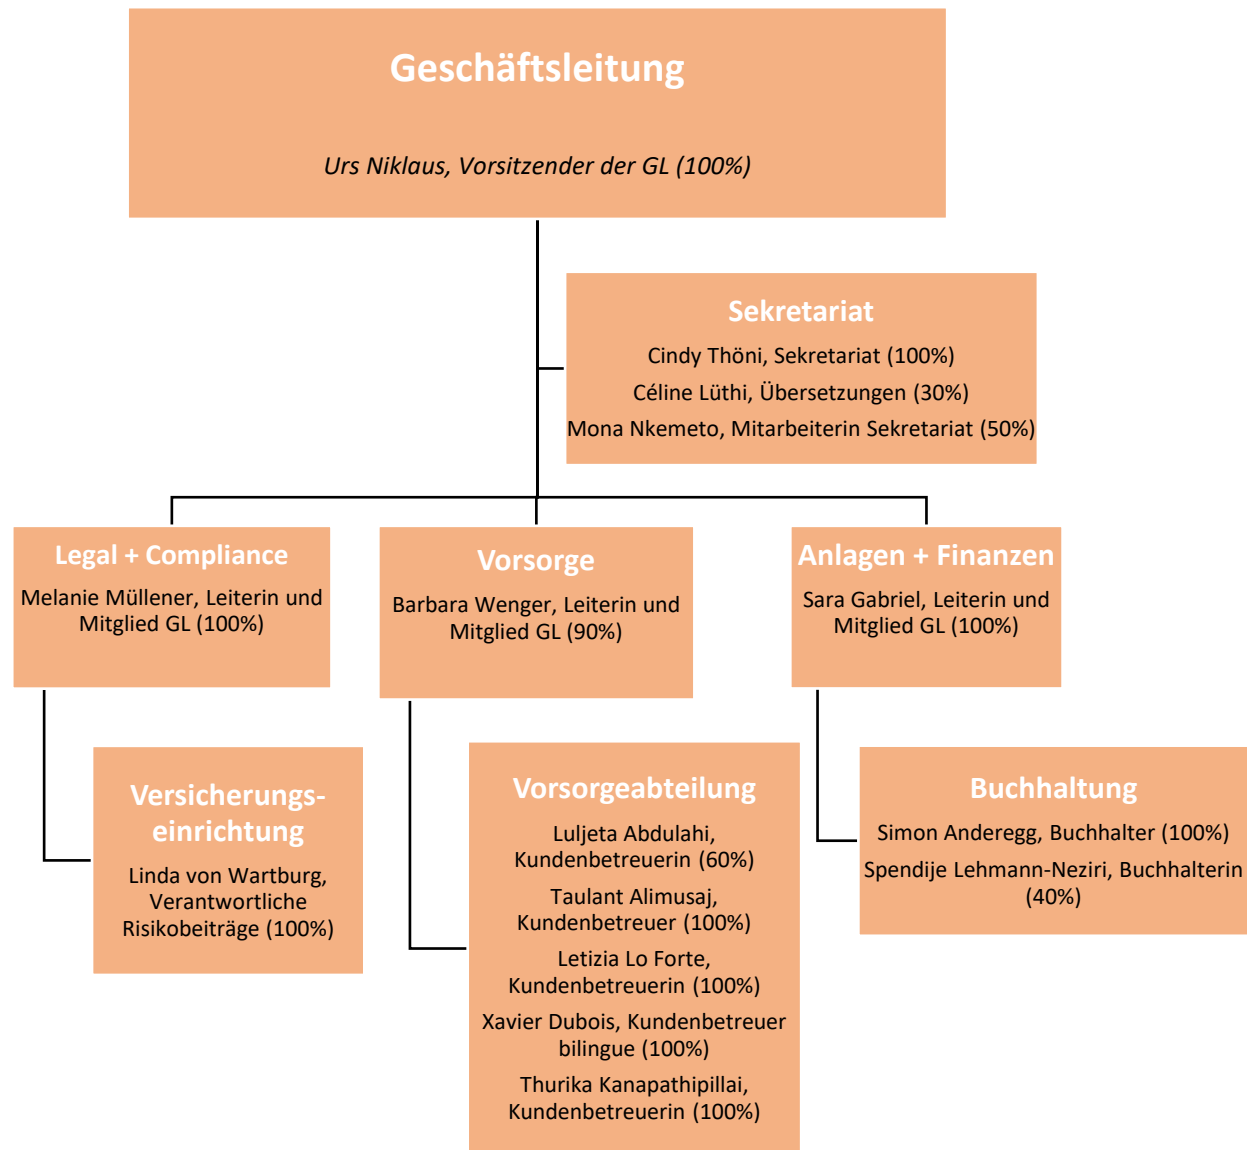 Geschäftsleitung
Urs Niklaus, Vorsitzender der GL (100%)
Sekretariat
Cindy Thöni, Sekretariat (100%)
Céline Lüthi, Übersetzungen (30%)
Mona Nkemeto, Mitarbeiterin Sekretariat (50%)
Legal + Compliance
Melanie Müllener, Leiterin und
Mitglied GL (100%)
Vorsorge
Barbara Wenger, Leiterin und
Mitglied GL (90%)
Anlagen + Finanzen
Sara Gabriel, Leiterin und
Mitglied GL (100%)
Versicherungs-
einrichtung
Linda von Wartburg,
Verantwortliche
Risikobeiträge (100%)
Vorsorgeabteilung
Luljeta Abdulahi,
Kundenbetreuerin (60%)
Taulant Alimusaj,
Kundenbetreuer (100%)
Letizia Lo Forte,
Kundenbetreuerin (100%)
Xavier Dubois, Kundenbetreuer
bilingue (100%)
Thurika Kanapathipillai,
Kundenbetreuerin (100%)
Buchhaltung
Simon Anderegg, Buchhalter (100%)
Spendije Lehmann-Neziri, Buchhalterin
(40%)